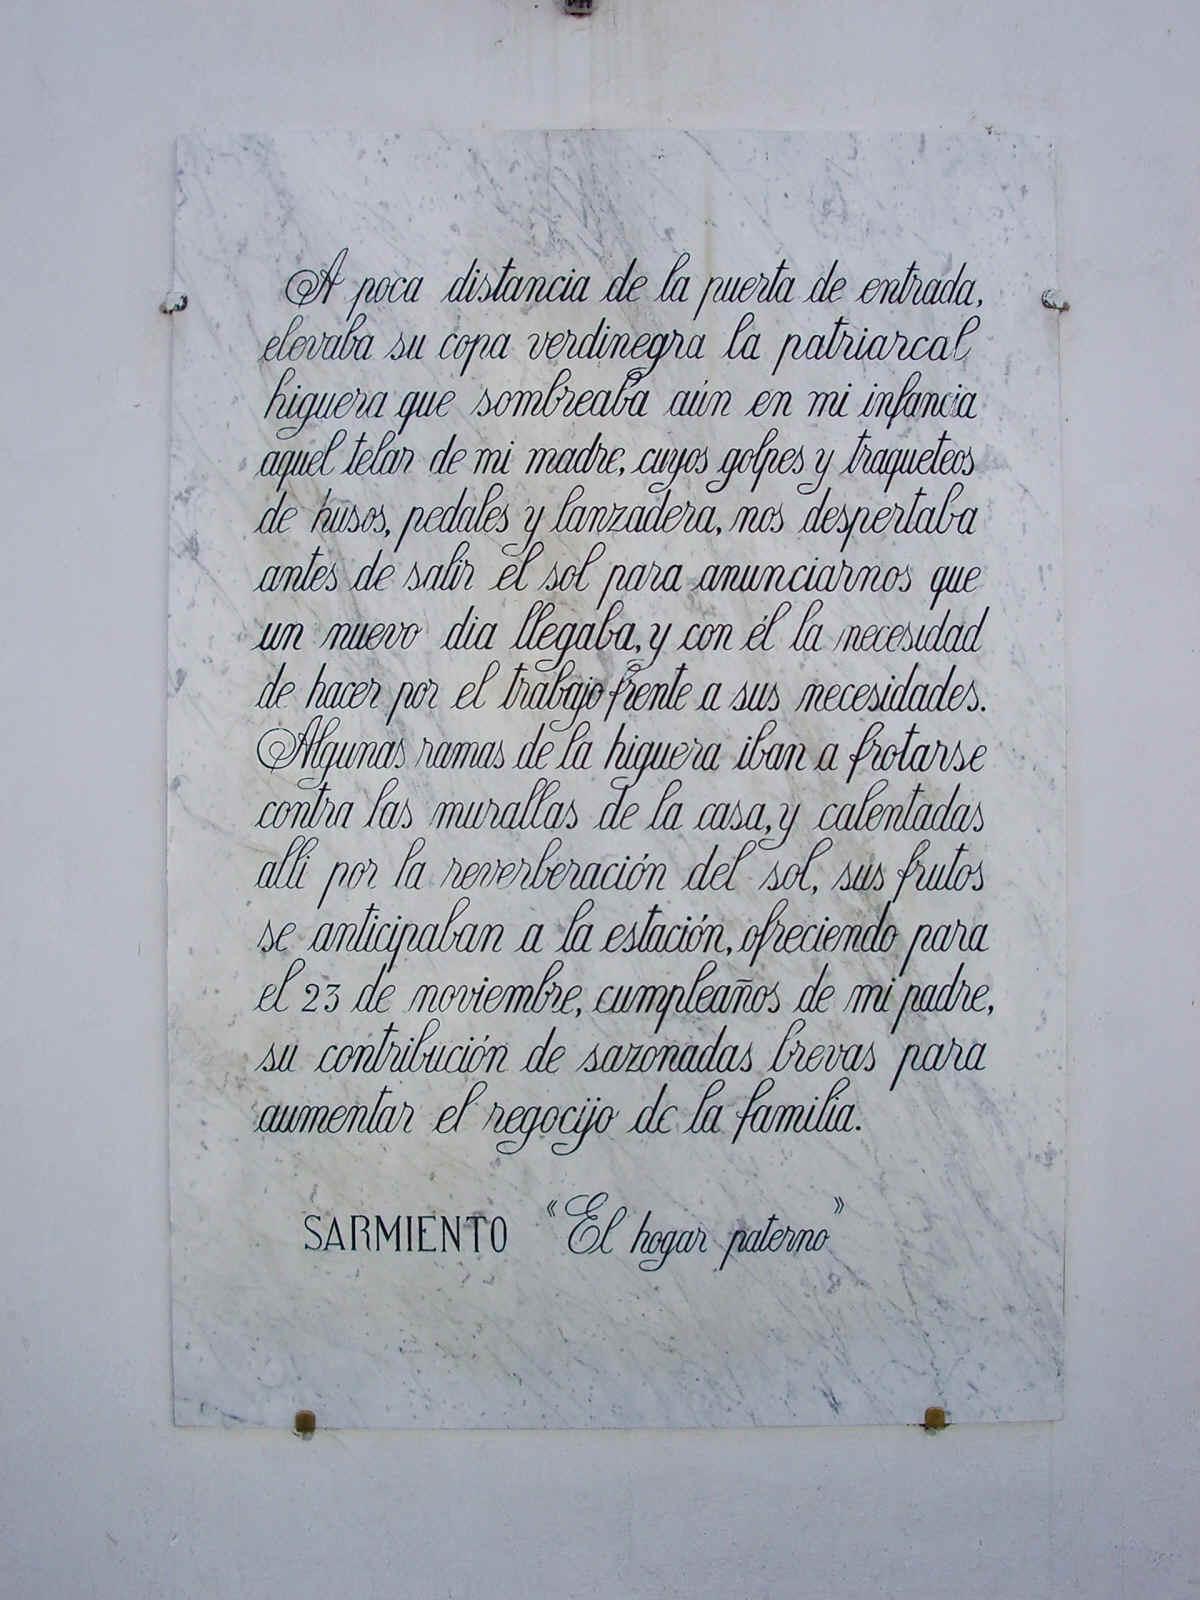 A poca distancia de la puerta de entrada,
elevaba su copa verdinegra la patriarcal
higuera que sombreaba aún en mi infancia
aquel telar de mi madre, cuyos golpes y traqueteos
de husos, pedales y lanzadera, nos despertaba
antes de salir el sol para anunciarnos que
un nuevo dia llegaba, y con él la necesidad
de hacer por el trabajo frente a sus necesidades.
Algunas ramas de la higuera iban a frotarse
contra las murallas de la casa, y calentadas
alli por la reverberación del sol, sus frutos
se anticipaban a la estación, ofreciendo para
el 23 de noviembre, cumpleaños de mi padre,
su contribución de sazonadas brevas para
aumentar el regocijo de la familia.
SARMIENTO «El hogar paterno»